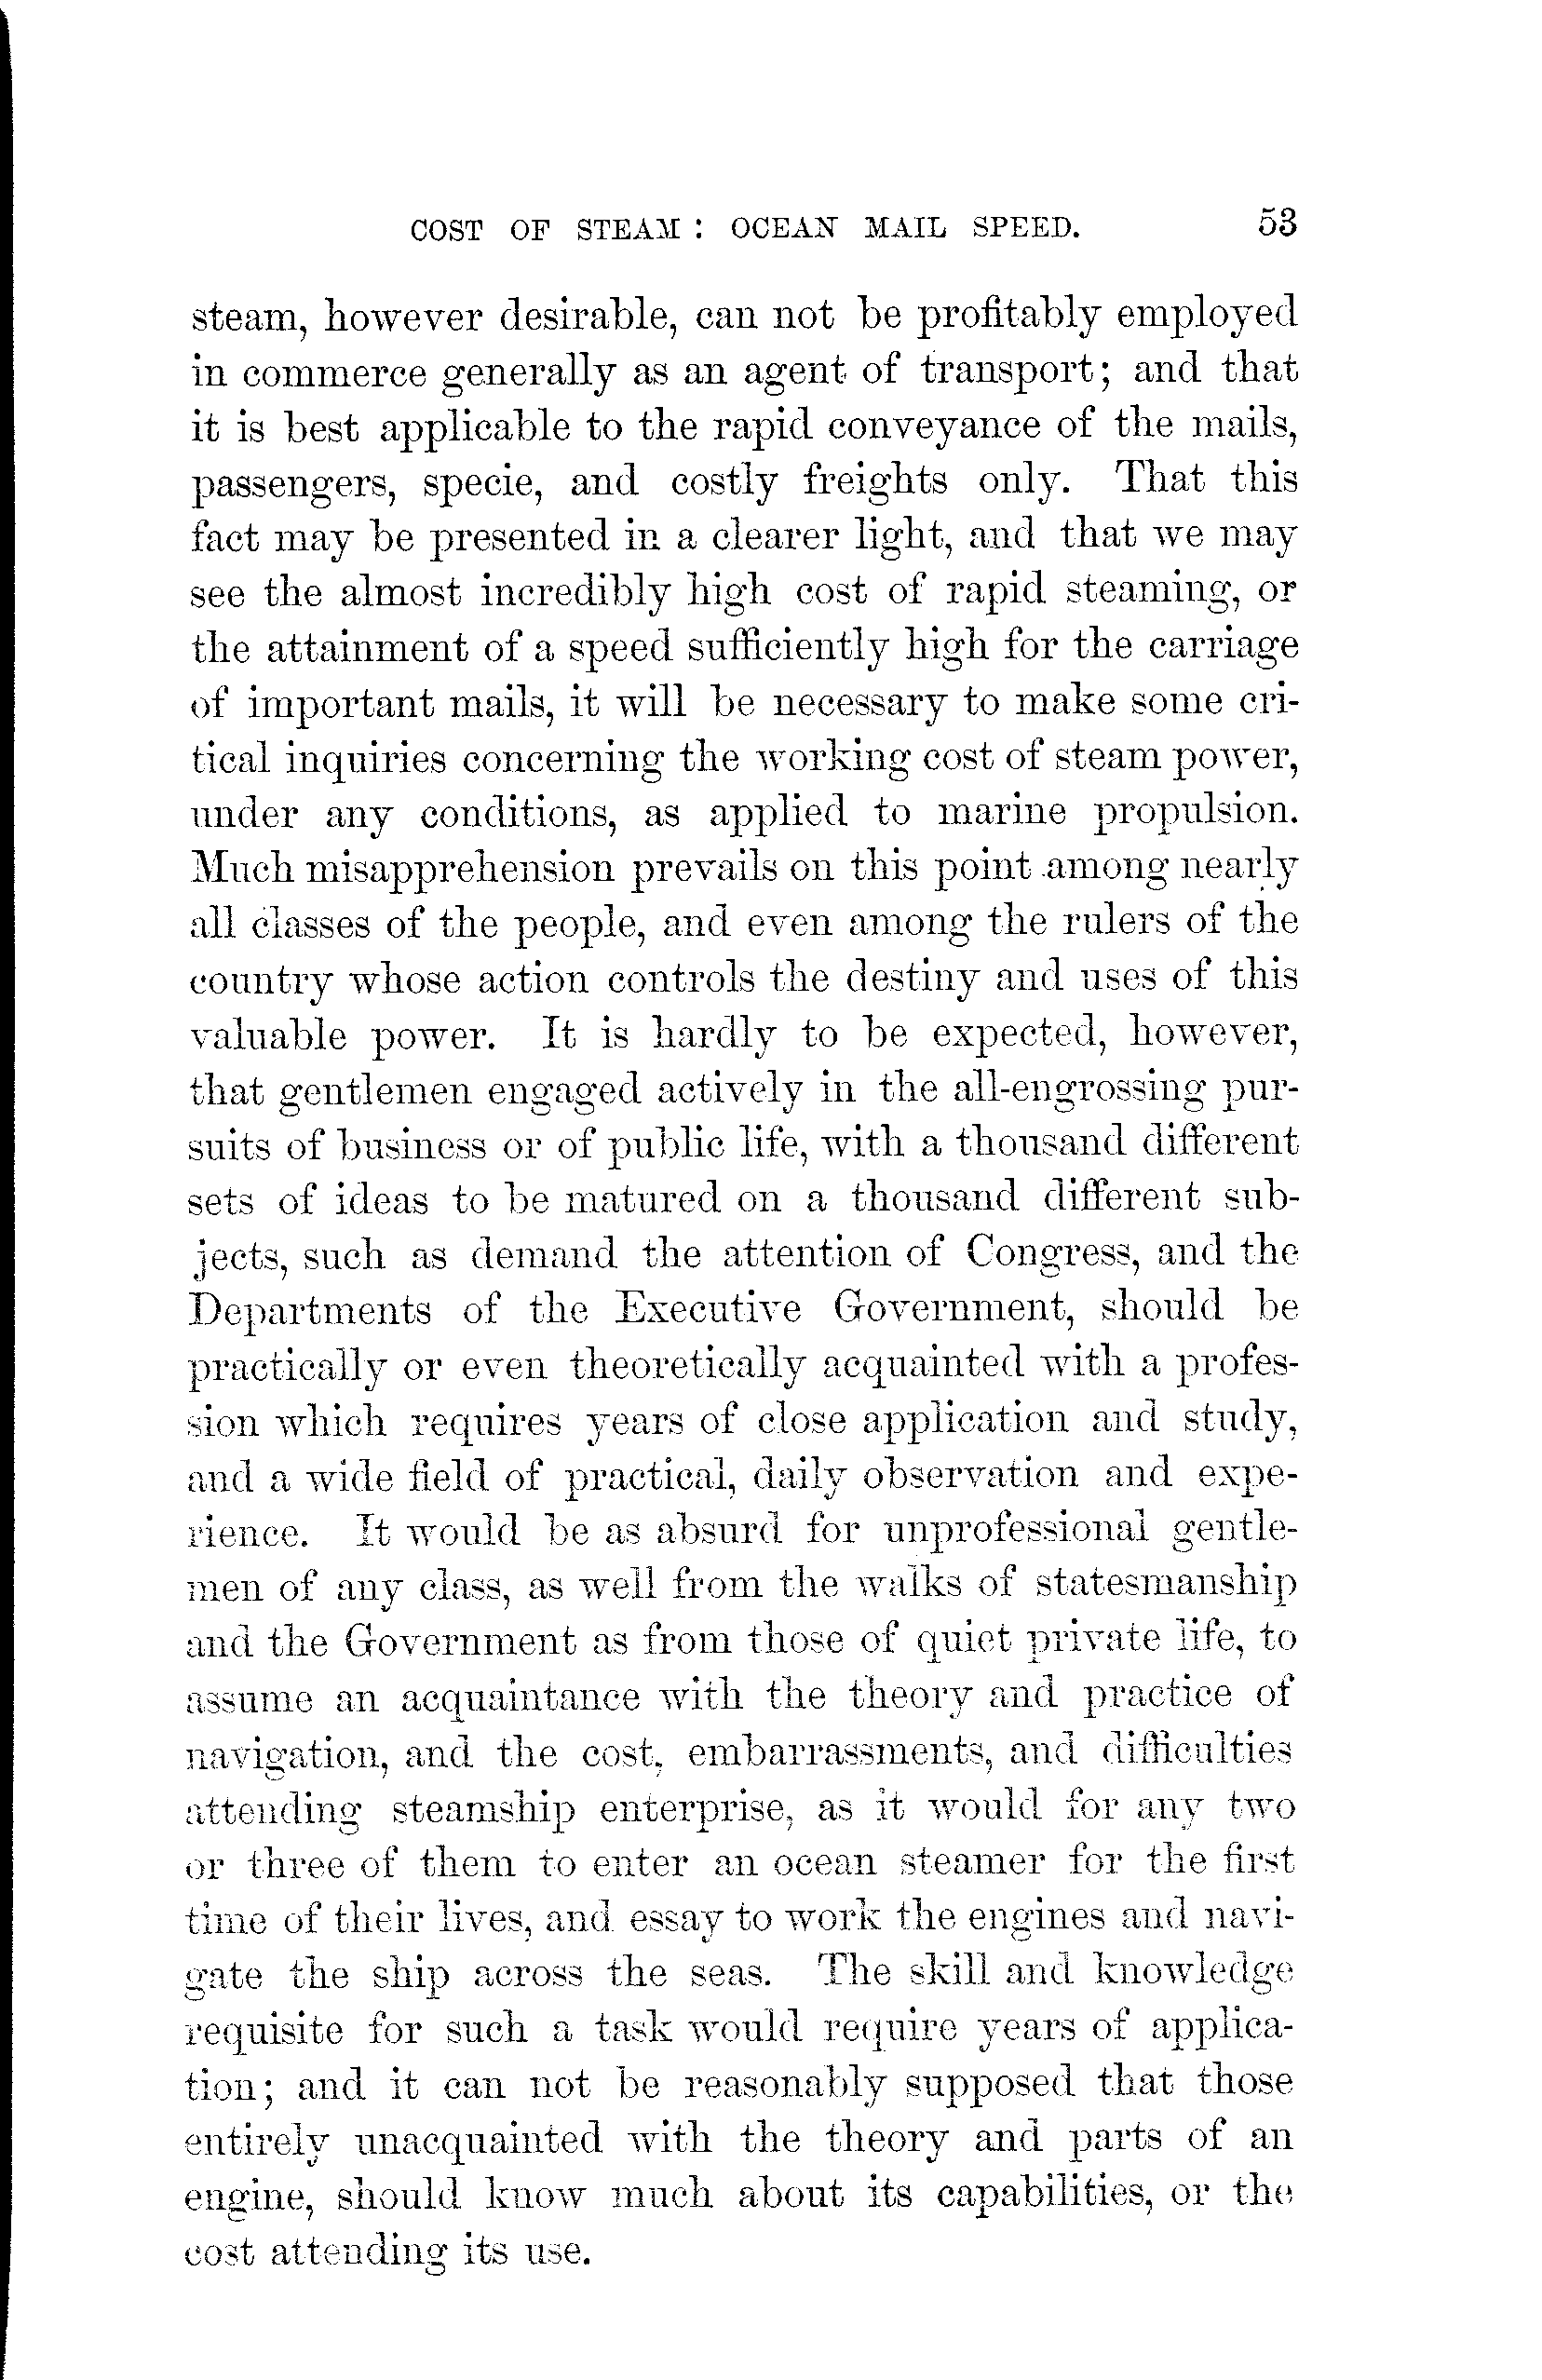 COST OF STEAM: OCEAN MAIL SPEED. 53
steam, however desirable, can not be profitably employed
in commerce generally as an agent of transport; and that
it is best applicable to the rapid conveyance of the mails,
passengers, specie, and costly freights only. That this
fact may be presented in a clearer light, and that we may
see the almost incredibly high cost of rapid steaming, or
the attainment of a speed sufficiently high for the carriage
of important mails, it will be necessary to make some cri-
tical inquiries concerning the working cost of steam power,
under any conditions, as applied to marine propulsion.
Much misapprehension prevails on this point among nearly
all classes of the people, and even among the rulers of the
country whose action controls the destiny and uses of this
valuable power. It is hardly to be expected, however,
that gentlemen engaged actively in the all-engrossing pur-
suits of business or of public life, with a thousand different
sets of ideas to be matured on a thousand different sub-
jects, such as demand the attention of Congress, and the
Departments of the Executive Government, should be
practically or even theoretically acquainted with a profes-
sion which requires years of close application and study,
and a wide field of practical, daily observation and expe-
rience. It would be as absurd for unprofessional gentle-
men of any class, as well from the walks of statesmanship
and the Government as from those of quiet private life, to
assume an acquaintance with the theory and practice of
navigation, and the cost, embarrassments, and difficulties
attending steamship enterprise, as it would for any two
or three of them to enter an ocean steamer for the first
time of their lives, and essay to work the engines and navi-
gate the ship across the seas. The skill and knowledge
requisite for such a task would require years of applica-
tion; and it can not be reasonably supposed that those
entirely unacquainted with the theory and parts of an
engine, should know much about its capabilities, or the
cost attending its use.